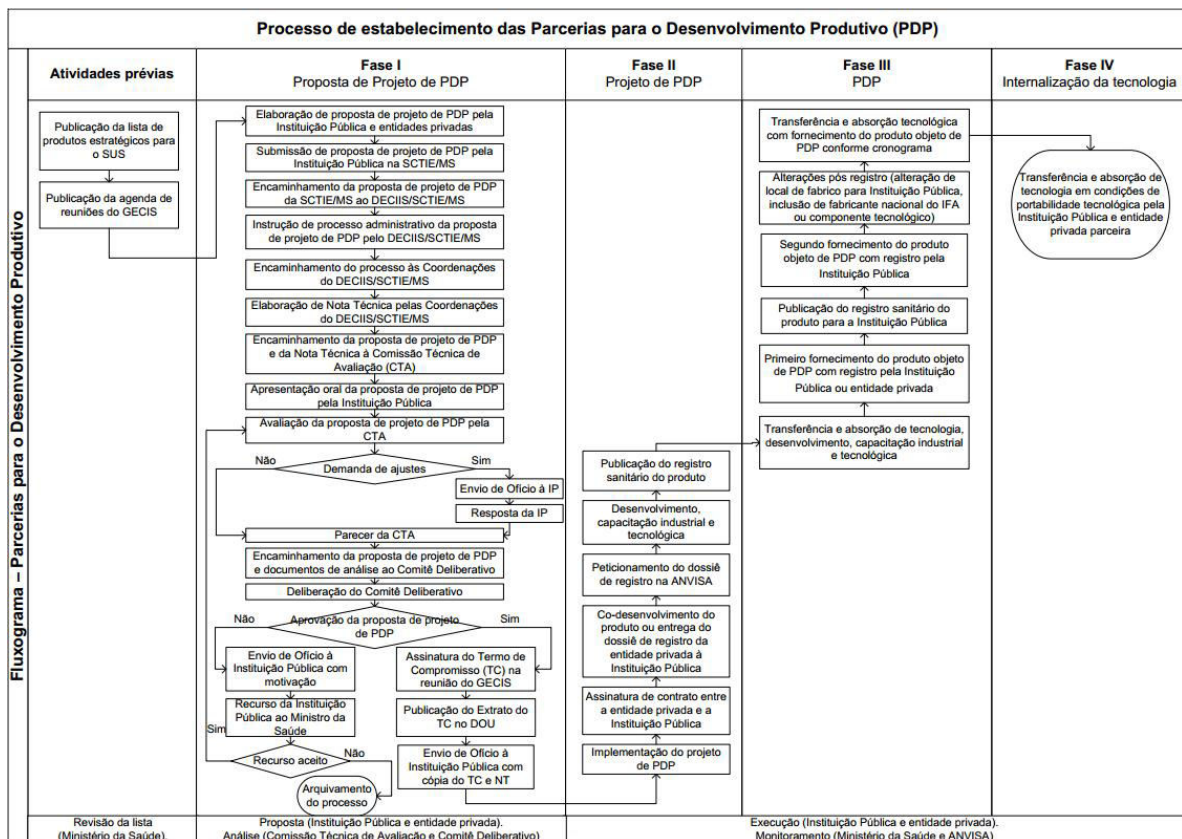 Processo de estabelecimento das Parcerias para o Desenvolvimento Produtivo (PDP)
Fluxograma – Parcerias para o Desenvolvimento Produtivo
Atividades prévias
Publicação da lista de
produtos estratégicos para
o SUS
Publicação da agenda de
reuniões do GECIS
Revisão da lista
(Ministério da Saúde).
Fase I
Proposta de Projeto de PDP
Elaboração de proposta de projeto de PDP pela
Instituição Pública e entidades privadas
Submissão de proposta de projeto de PDP pela
Instituição Pública na SCTIE/MS
Encaminhamento da proposta de projeto de PDP
da SCTIE/MS ao DECIIS/SCTIE/MS
Instrução de processo administrativo da proposta
de projeto de PDP pelo DECIIS/SCTIE/MS
Encaminhamento do processo às Coordenações
do DECIIS/SCTIE/MS
Elaboração de Nota Técnica pelas Coordenações
do DECIIS/SCTIE/MS
Encaminhamento da proposta de projeto de PDP
e da Nota Técnica à Comissão Técnica de
Avaliação (CTA)
Apresentação oral da proposta de projeto de PDP
pela Instituição Pública
Avaliação da proposta de projeto de PDP pela
CTA
Não
Demanda de ajustes
Sim
Envio de Ofício à IP
Resposta da IP
Parecer da CTA
Encaminhamento da proposta de projeto de PDP
e documentos de análise ao Comitê Deliberativo
Deliberação do Comitê Deliberativo
Não
Aprovação da proposta de projeto
de PDP
Sim
Envio de Ofício à
Instituição Pública com
motivação
Recurso da Instituição
Pública ao Ministro da
Saúde
Sim
Recurso aceito
Não
Arquivamento
do processo
Assinatura do Termo de
Compromisso (TC) na
reunião do GECIS
Publicação do Extrato do
TC no DOU
Envio de Ofício à
Instituição Pública com
cópia do TC e NT
Proposta (Instituição Pública e entidade privada).
Análise (Comissão Técnica de Avaliação e Comitê Deliberativo)
Fase II
Projeto de PDP
Publicação do registro
sanitário do produto
Desenvolvimento,
capacitação industrial e
tecnológica
Peticionamento do dossiê
de registro na ANVISA
Co-desenvolvimento do
produto ou entrega do
dossiê de registro da
entidade privada à
Instituição Pública
Assinatura de contrato entre
a entidade privada e a
Instituição Pública
Implementação do projeto
de PDP
Fase III
PDP
Transferência e absorção tecnológica
com fornecimento do produto objeto de
PDP conforme cronograma
Alterações pós registro (alteração de
local de fabrico para Instituição Pública,
inclusão de fabricante nacional do IFA
ou componente tecnológico)
Segundo fornecimento do produto
objeto de PDP com registro pela
Instituição Pública
Publicação do registro sanitário do
produto para a Instituição Pública
Primeiro fornecimento do produto objeto
de PDP com registro pela Instituição
Pública ou entidade privada
Transferência e absorção de tecnologia,
desenvolvimento, capacitação industrial
e tecnológica
Fase IV
Internalização da tecnologia
Transferência e absorção de
tecnologia em condições de
portabilidade tecnológica pela
Instituição Pública e entidade
privada parceira
Execução (Instituição Pública e entidade privada).
Monitoramento (Ministério da Saúde e ANVISA)